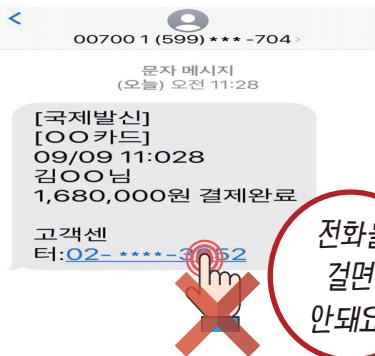 00700 1 (599) *** -704 >
문자 메시지
(오늘) 오전 11:28
[국제발신]
[OO카드]
09/09 11:028
김OO님
1,680,000원 결제완료
고객센
터:02- ****-3 52
전화를
걸면
안돼요